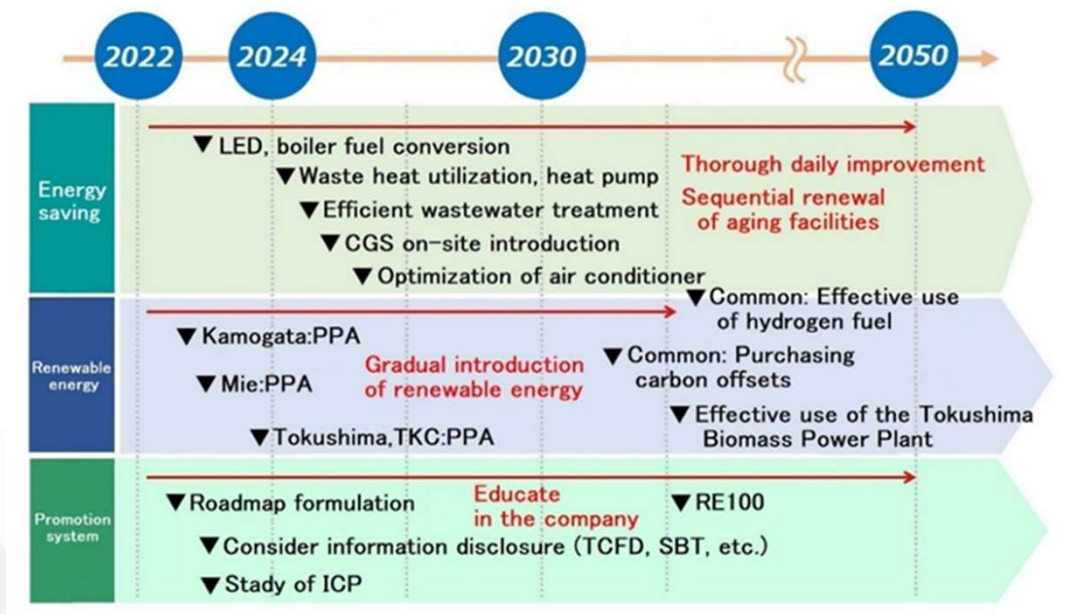 2022 2024 2030 2050
Energy
saving
▼LED, boiler fuel conversion
▼Waste heat utilization, heat pump
▼Efficient wastewater treatment
▼CGS on-site introduction
▼Optimization of air conditioner
Thorough daily improvement
Sequential renewal
of aging facilities
Renewable
energy
▼Kamogata:PPA
▼Mie:PPA
▼Tokushima,TKC:PPA
Gradual introduction
of renewable energy
▼Common: Effective use
of hydrogen fuel
▼Common: Purchasing
carbon offsets
▼Effective use of the Tokushima
Biomass Power Plant
Promotion
system
▼Roadmap formulation
▼Consider information disclosure (TCFD, SBT, etc.)
▼Stady of ICP
Educate
in the company
▼RE100